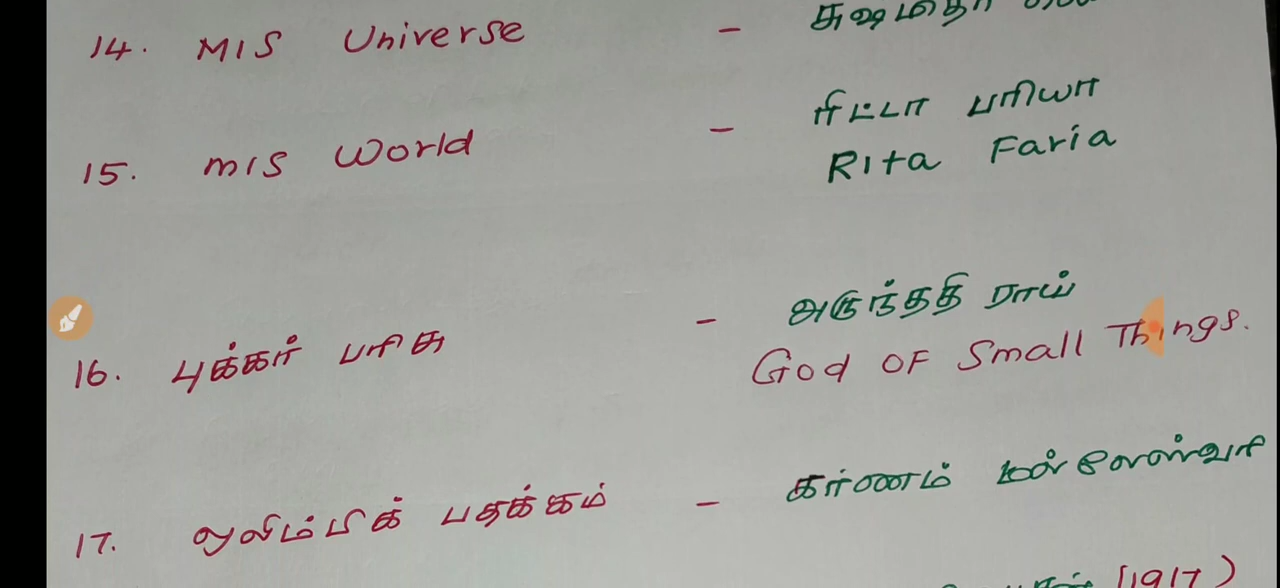 14. MIS Universe - சுஷ்மிதா
15. MIS World - ரீட்டா பரியா
Rita Faria
16. புக்கர் பரிசு - அருந்ததி ராய்
God OF Small Things.
17. ஒலிம்பிக் பதக்கம் - கர்ணம் மல்லேஸ்வரி
(1917)